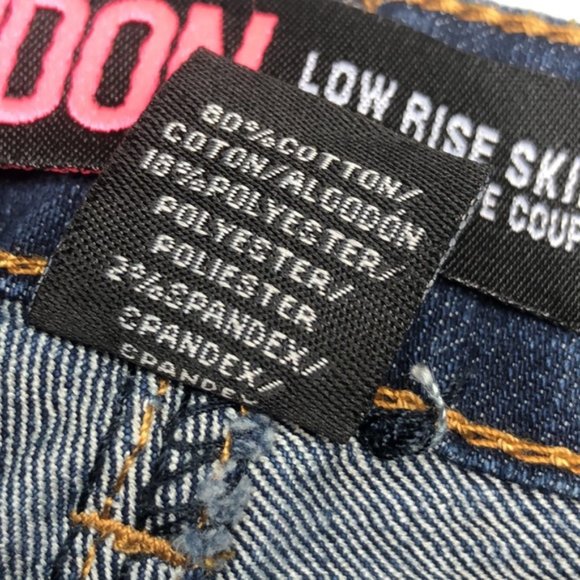 DON
LOW RISE SKI
E COUP
80%COTTON/
COTON/ALGODÓN
18%POLYESTER/
POLYESTER/
POLIESTER
2%SPANDEX/
SPANDEX/
SPANDEX